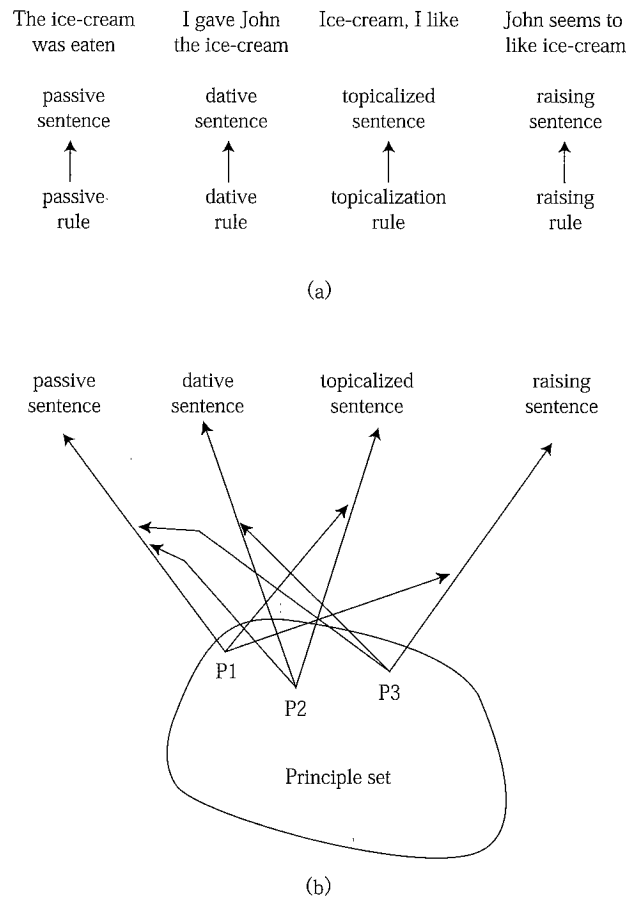 The ice-cream was eaten
I gave John the ice-cream
Ice-cream, I like
John seems to like ice-cream
passive sentence
dative sentence
topicalized sentence
raising sentence
passive rule
dative rule
topicalization rule
raising rule
(a)
passive sentence
dative sentence
topicalized sentence
raising sentence
P1
P2
P3
Principle set
(b)